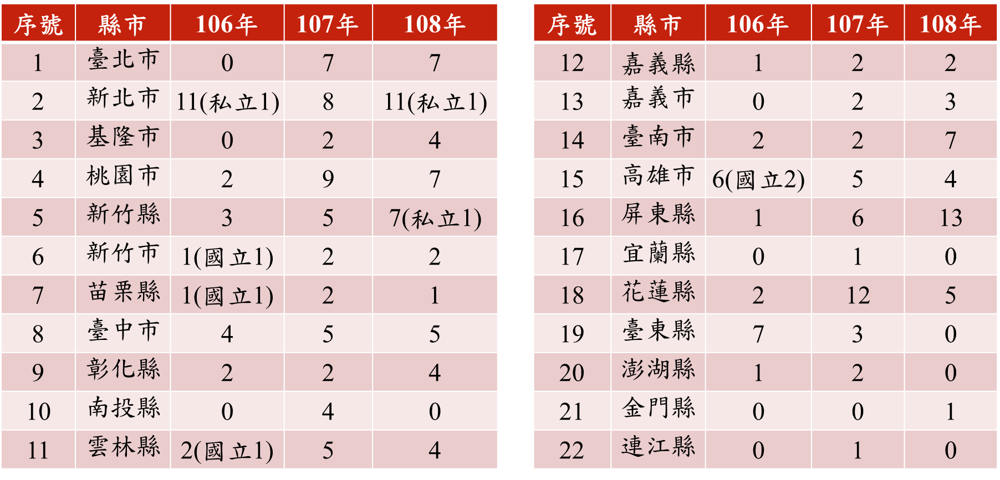 序號 縣市 106年 107年 108年
1 臺北市 0 7 7
2 新北市 11(私立1) 8 11(私立1)
3 基隆市 0 2 4
4 桃園市 2 9 7
5 新竹縣 3 5 7(私立1)
6 新竹市 1(國立1) 2 2
7 苗栗縣 1(國立1) 2 1
8 臺中市 4 5 5
9 彰化縣 2 2 4
10 南投縣 0 4 0
11 雲林縣 2(國立1) 5 4
序號 縣市 106年 107年 108年
12 嘉義縣 1 2 2
13 嘉義市 0 2 3
14 臺南市 2 2 7
15 高雄市 6(國立2) 5 4
16 屏東縣 1 6 13
17 宜蘭縣 0 1 0
18 花蓮縣 2 12 5
19 臺東縣 7 3 0
20 澎湖縣 1 2 0
21 金門縣 0 0 1
22 連江縣 0 1 0